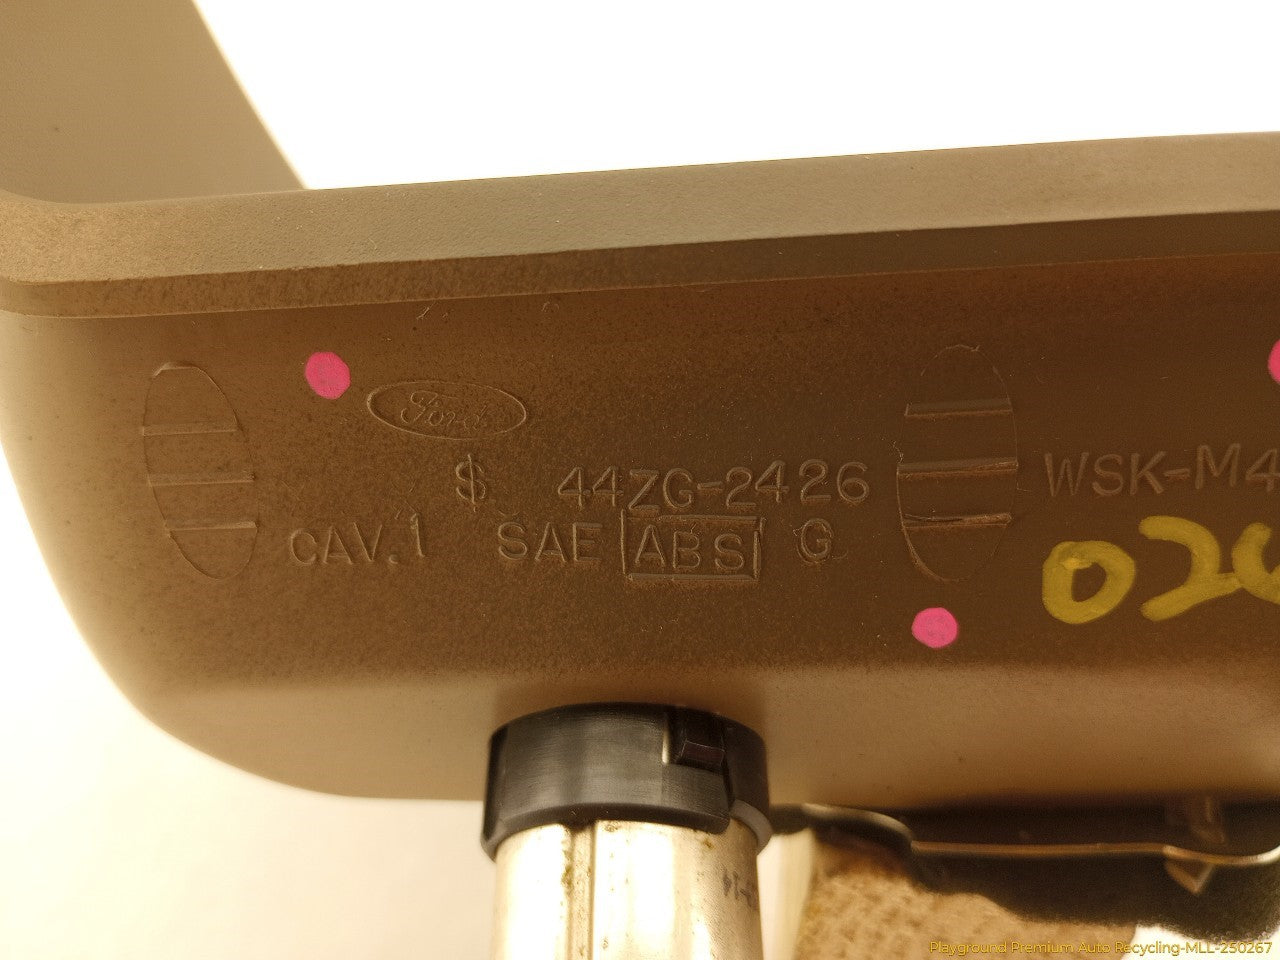 Ford
$ 44ZG-2426 WSK-M4
CAV.1 SAE ABS G
Playground Premium Auto Recycling-MLL-250267